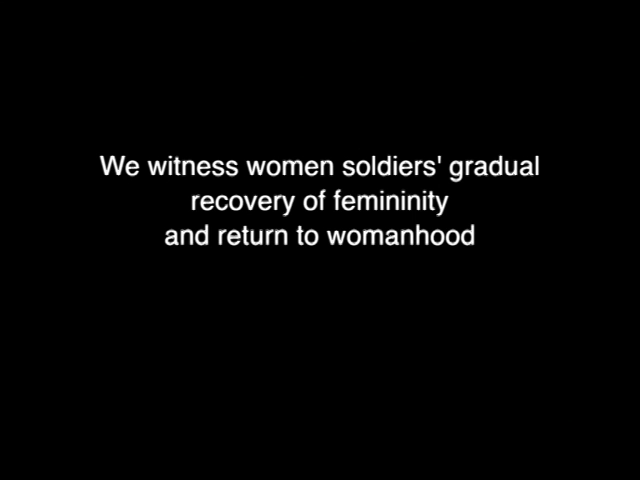 We witness women soldiers' gradual
recovery of femininity
and return to womanhood